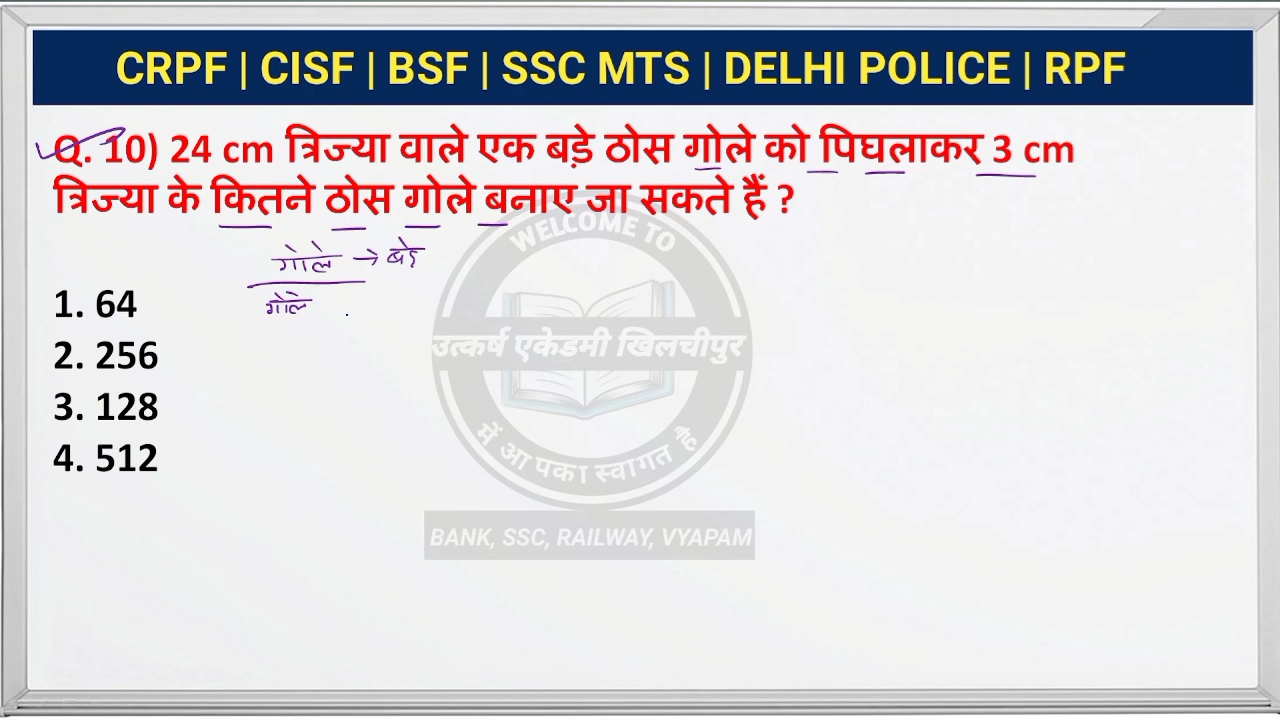 CRPF | CISF | BSF | SSC MTS | DELHI POLICE | RPF
Q. 10) 24 cm त्रिज्या वाले एक बड़े ठोस गोले को पिघलाकर 3 cm
त्रिज्या के कितने ठोस गोले बनाए जा सकते हैं ?
गोले → बड़े
गोले
1. 64
2. 256
3. 128
4. 512
WELCOME TO
उत्कर्ष एकेडमी खिलचीपुर
में आपका स्वागत है
BANK, SSC, RAILWAY, VYAPAM